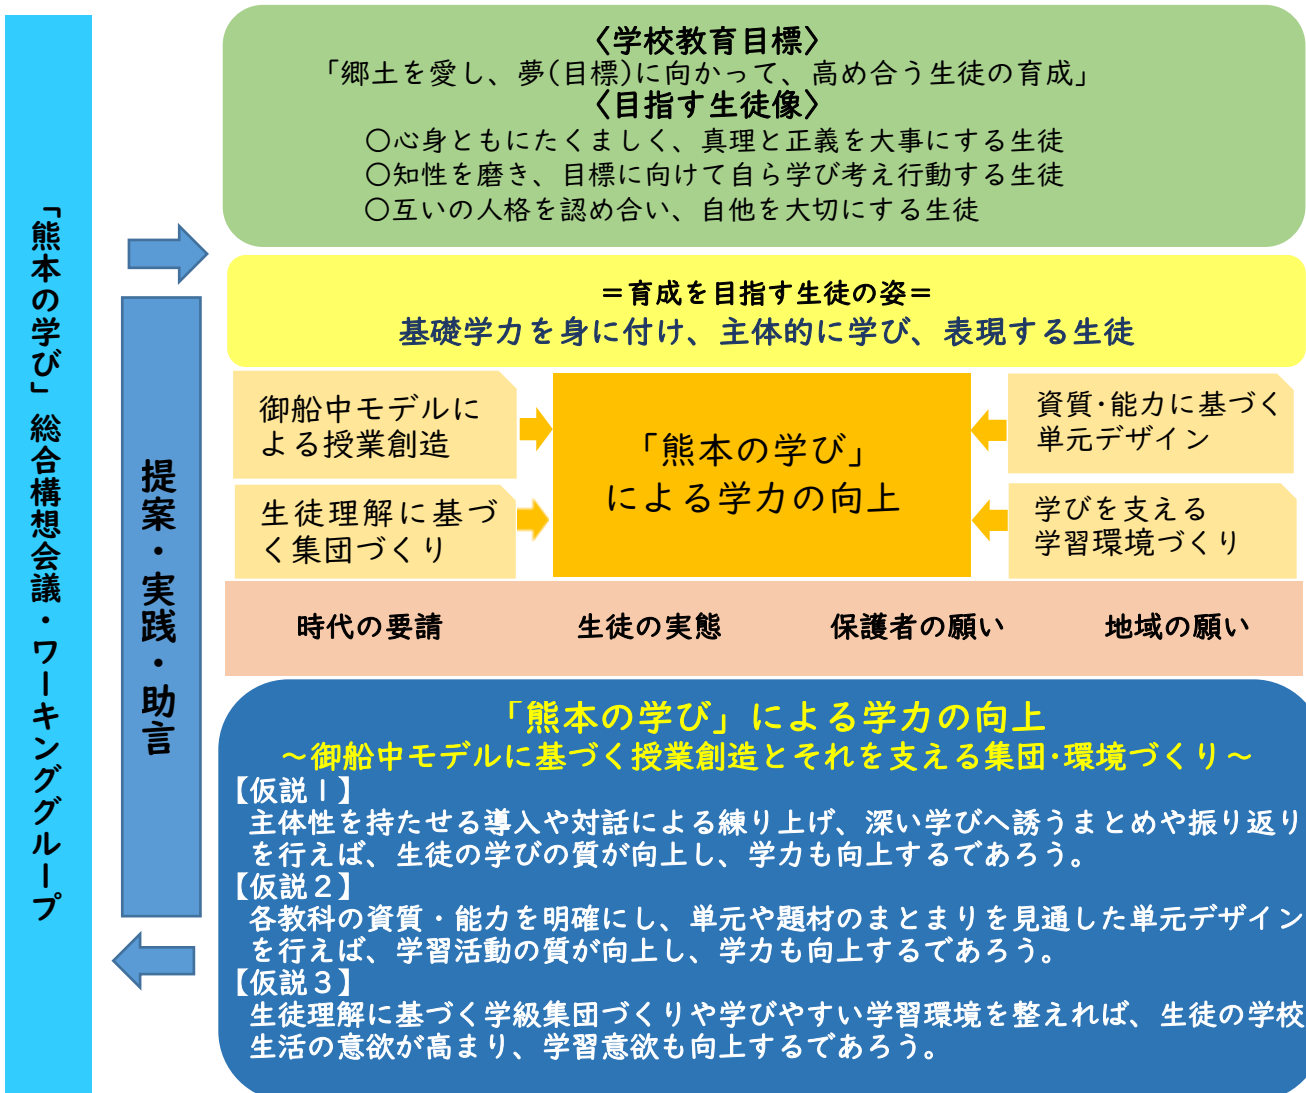 「熊本の学び」総合構想会議・ワーキンググループ
提案・実践・助言
〈学校教育目標〉
「郷土を愛し、夢(目標)に向かって、高め合う生徒の育成」
〈目指す生徒像〉
〇心身ともにたくましく、真理と正義を大事にする生徒
〇知性を磨き、目標に向けて自ら学び考え行動する生徒
〇互いの人格を認め合い、自他を大切にする生徒
＝育成を目指す生徒の姿＝
基礎学力を身に付け、主体的に学び、表現する生徒
御船中モデルに
よる授業創造
生徒理解に基づ
く集団づくり
「熊本の学び」
による学力の向上
資質・能力に基づく
単元デザイン
学びを支える
学習環境づくり
時代の要請
生徒の実態
保護者の願い
地域の願い
「熊本の学び」による学力の向上
～御船中モデルに基づく授業創造とそれを支える集団・環境づくり～
【仮説１】
主体性を持たせる導入や対話による練り上げ、深い学びへ誘うまとめや振り返り
を行えば、生徒の学びの質が向上し、学力も向上するであろう。
【仮説２】
各教科の資質・能力を明確にし、単元や題材のまとまりを見通した単元デザイン
を行えば、学習活動の質が向上し、学力も向上するであろう。
【仮説３】
生徒理解に基づく学級集団づくりや学びやすい学習環境を整えれば、生徒の学校
生活の意欲が高まり、学習意欲も向上するであろう。